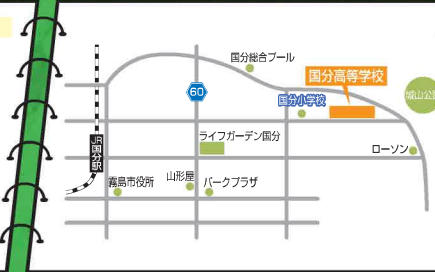 国分総合プール
国分高等学校
60
国分小学校
城山公
ライフガーデン国分
JR国分駅
ローソン
霧島市役所
山形屋
パークプラザ